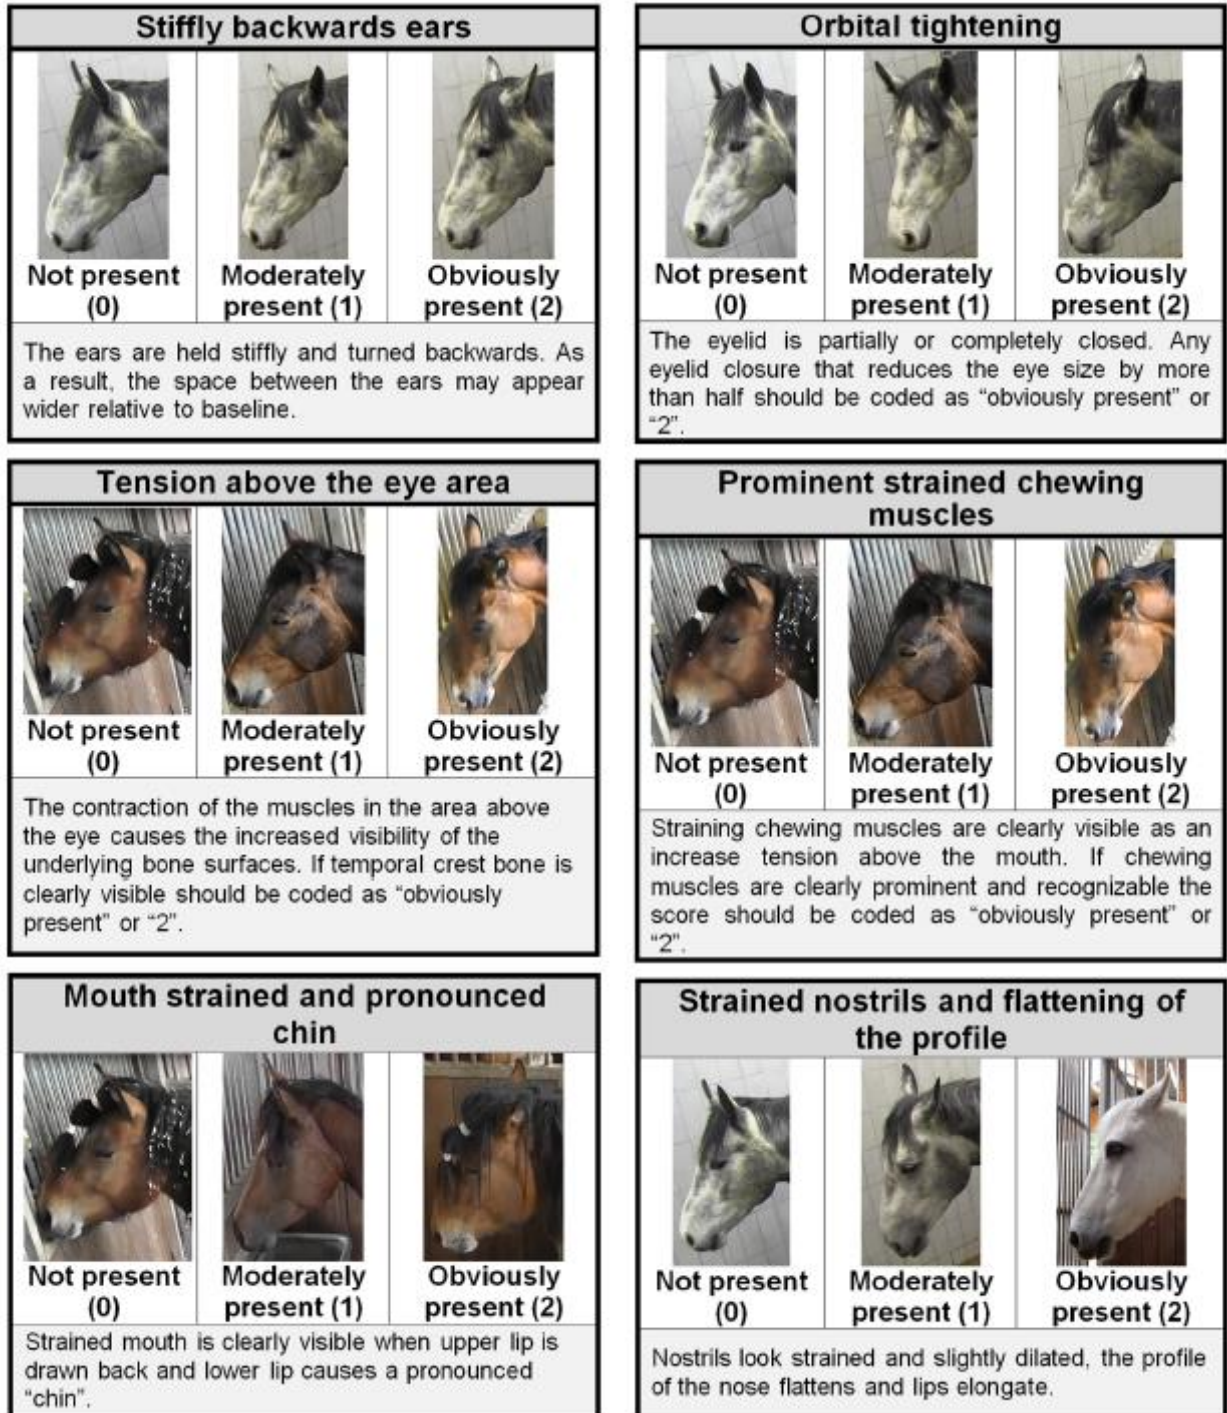 Stiffly backwards ears
Not present
(0)
Moderately
present (1)
Obviously
present (2)
The ears are held stiffly and turned backwards. As
a result, the space between the ears may appear
wider relative to baseline.
Orbital tightening
Not present
(0)
Moderately
present (1)
Obviously
present (2)
The eyelid is partially or completely closed. Any
eyelid closure that reduces the eye size by more
than half should be coded as “obviously present” or
“2”.
Tension above the eye area
Not present
(0)
Moderately
present (1)
Obviously
present (2)
The contraction of the muscles in the area above
the eye causes the increased visibility of the
underlying bone surfaces. If temporal crest bone is
clearly visible should be coded as “obviously
present” or “2”.
Prominent strained chewing
muscles
Not present
(0)
Moderately
present (1)
Obviously
present (2)
Straining chewing muscles are clearly visible as an
increase tension above the mouth. If chewing
muscles are clearly prominent and recognizable the
score should be coded as “obviously present” or
“2”.
Mouth strained and pronounced
chin
Not present
(0)
Moderately
present (1)
Obviously
present (2)
Strained mouth is clearly visible when upper lip is
drawn back and lower lip causes a pronounced
“chin”.
Strained nostrils and flattening of
the profile
Not present
(0)
Moderately
present (1)
Obviously
present (2)
Nostrils look strained and slightly dilated, the profile
of the nose flattens and lips elongate.